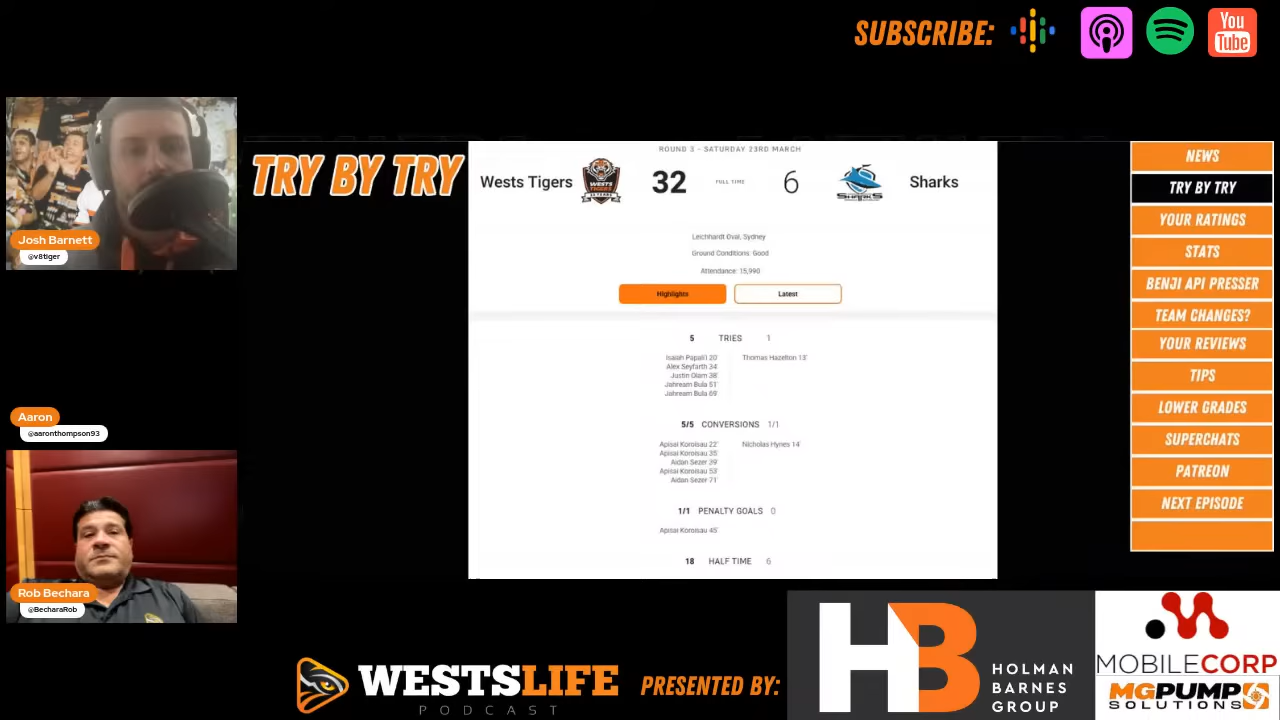 SUBSCRIBE:
You
Tube
Josh Barnett
@v8tiger
Aaron
@aaronthompson93
Rob Bechara
@BecharaRob
TRY BY TRY
ROUND 3 - SATURDAY 23RD MARCH
Wests Tigers
WESTS
TIGERS
32
FULL TIME
6
SHARKS
Sharks
Leichhardt Oval, Sydney
Ground Conditions: Good
Attendance: 15,990
Highlights
Latest
5 TRIES 1
Isaiah Papali'i 20' Thomas Hazelton 13'
Alex Seyfarth 34'
Justin Olam 38'
Jahream Bula 51'
Jahream Bula 69'
5/5 CONVERSIONS 1/1
Apisai Koroisau 22' Nicholas Hynes 14'
Apisai Koroisau 35'
Aidan Sezer 39'
Apisai Koroisau 53'
Aidan Sezer 71'
1/1 PENALTY GOALS 0
Apisai Koroisau 45'
18 HALF TIME 6
NEWS
TRY BY TRY
YOUR RATINGS
STATS
BENJI API PRESSER
TEAM CHANGES?
YOUR REVIEWS
TIPS
LOWER GRADES
SUPERCHATS
PATREON
NEXT EPISODE
WESTSLIFE
PODCAST
PRESENTED BY:
HB
HOLMAN
BARNES
GROUP
MOBILECORP
MGPUMP
SOLUTIONS